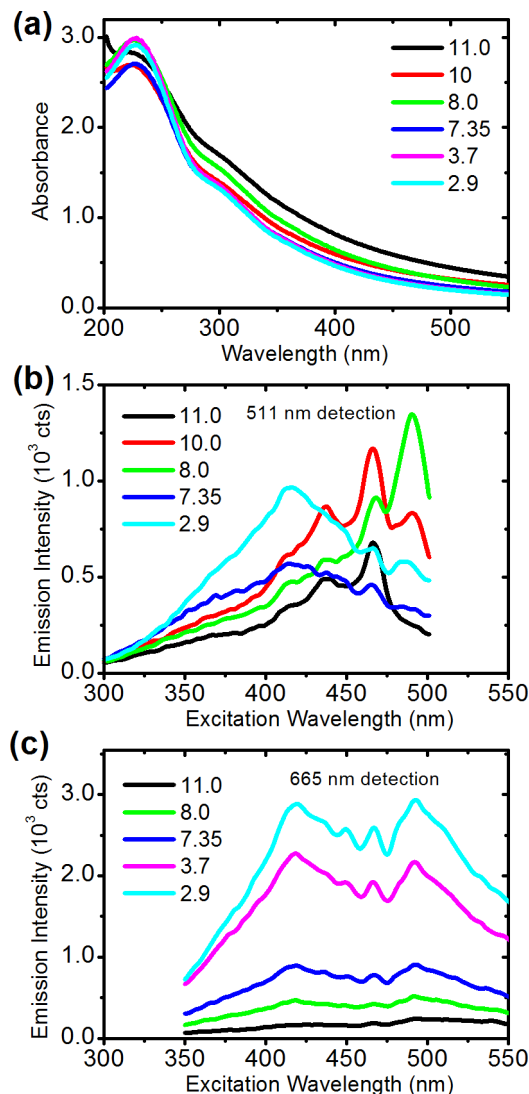 (a)
3.0
2.0
1.0
0.0
Absorbance
11.0
10
8.0
7.35
3.7
2.9
200 300 400 500
Wavelength (nm)
(b)
1.5
1.0
0.5
0.0
Emission Intensity (10³ cts)
511 nm detection
11.0
10.0
8.0
7.35
2.9
300 350 400 450 500 550
Excitation Wavelength (nm)
(c)
3.0
2.0
1.0
0.0
Emission Intensity (10³ cts)
665 nm detection
11.0
8.0
7.35
3.7
2.9
300 350 400 450 500 550
Excitation Wavelength (nm)